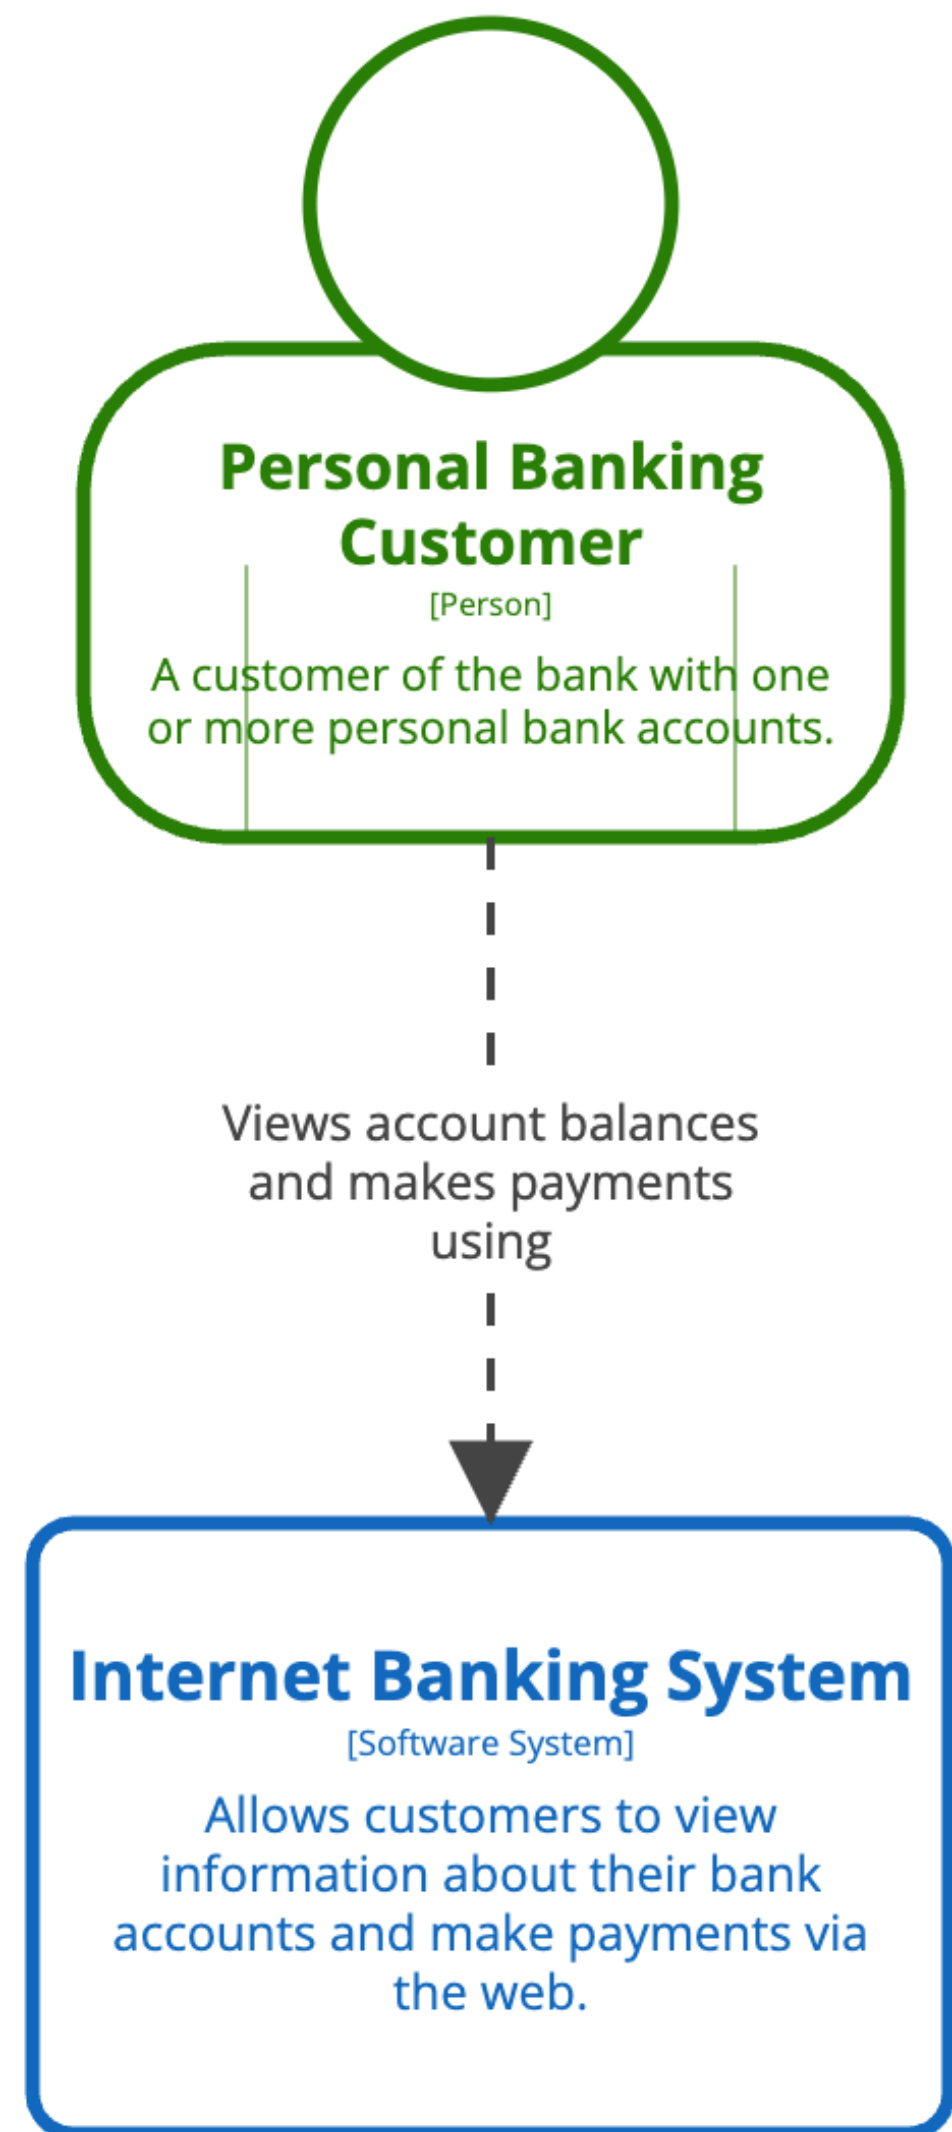 Personal Banking
Customer
[Person]
A customer of the bank with one
or more personal bank accounts.
Views account balances
and makes payments
using
Internet Banking System
[Software System]
Allows customers to view
information about their bank
accounts and make payments via
the web.